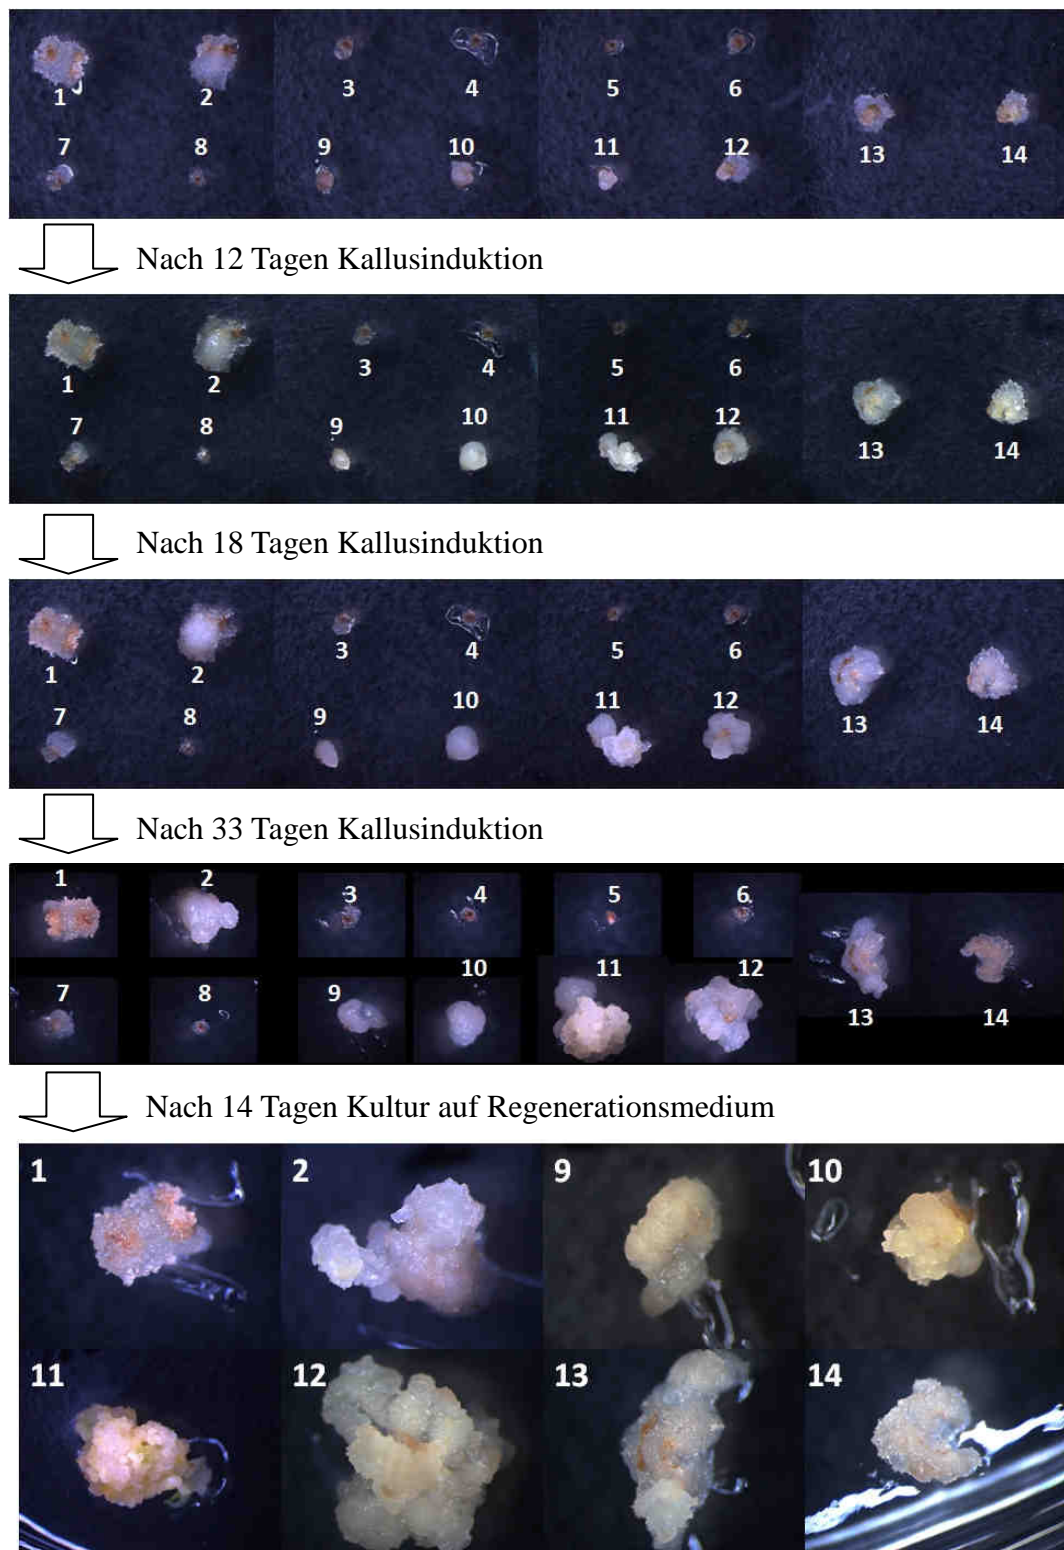 1 2 3 4 5 6
13 14
7 8 9 10 11 12
Nach 12 Tagen Kallusinduktion
1 2 3 4 5 6
7 8 9 10 11 12
13 14
Nach 18 Tagen Kallusinduktion
1 2 3 4 5 6
7 8 9 10 11 12
13 14
Nach 33 Tagen Kallusinduktion
1 2 3 4 5 6
7 8 9 10 11 12
13 14
Nach 14 Tagen Kultur auf Regenerationsmedium
1 2 9 10
11 12 13 14